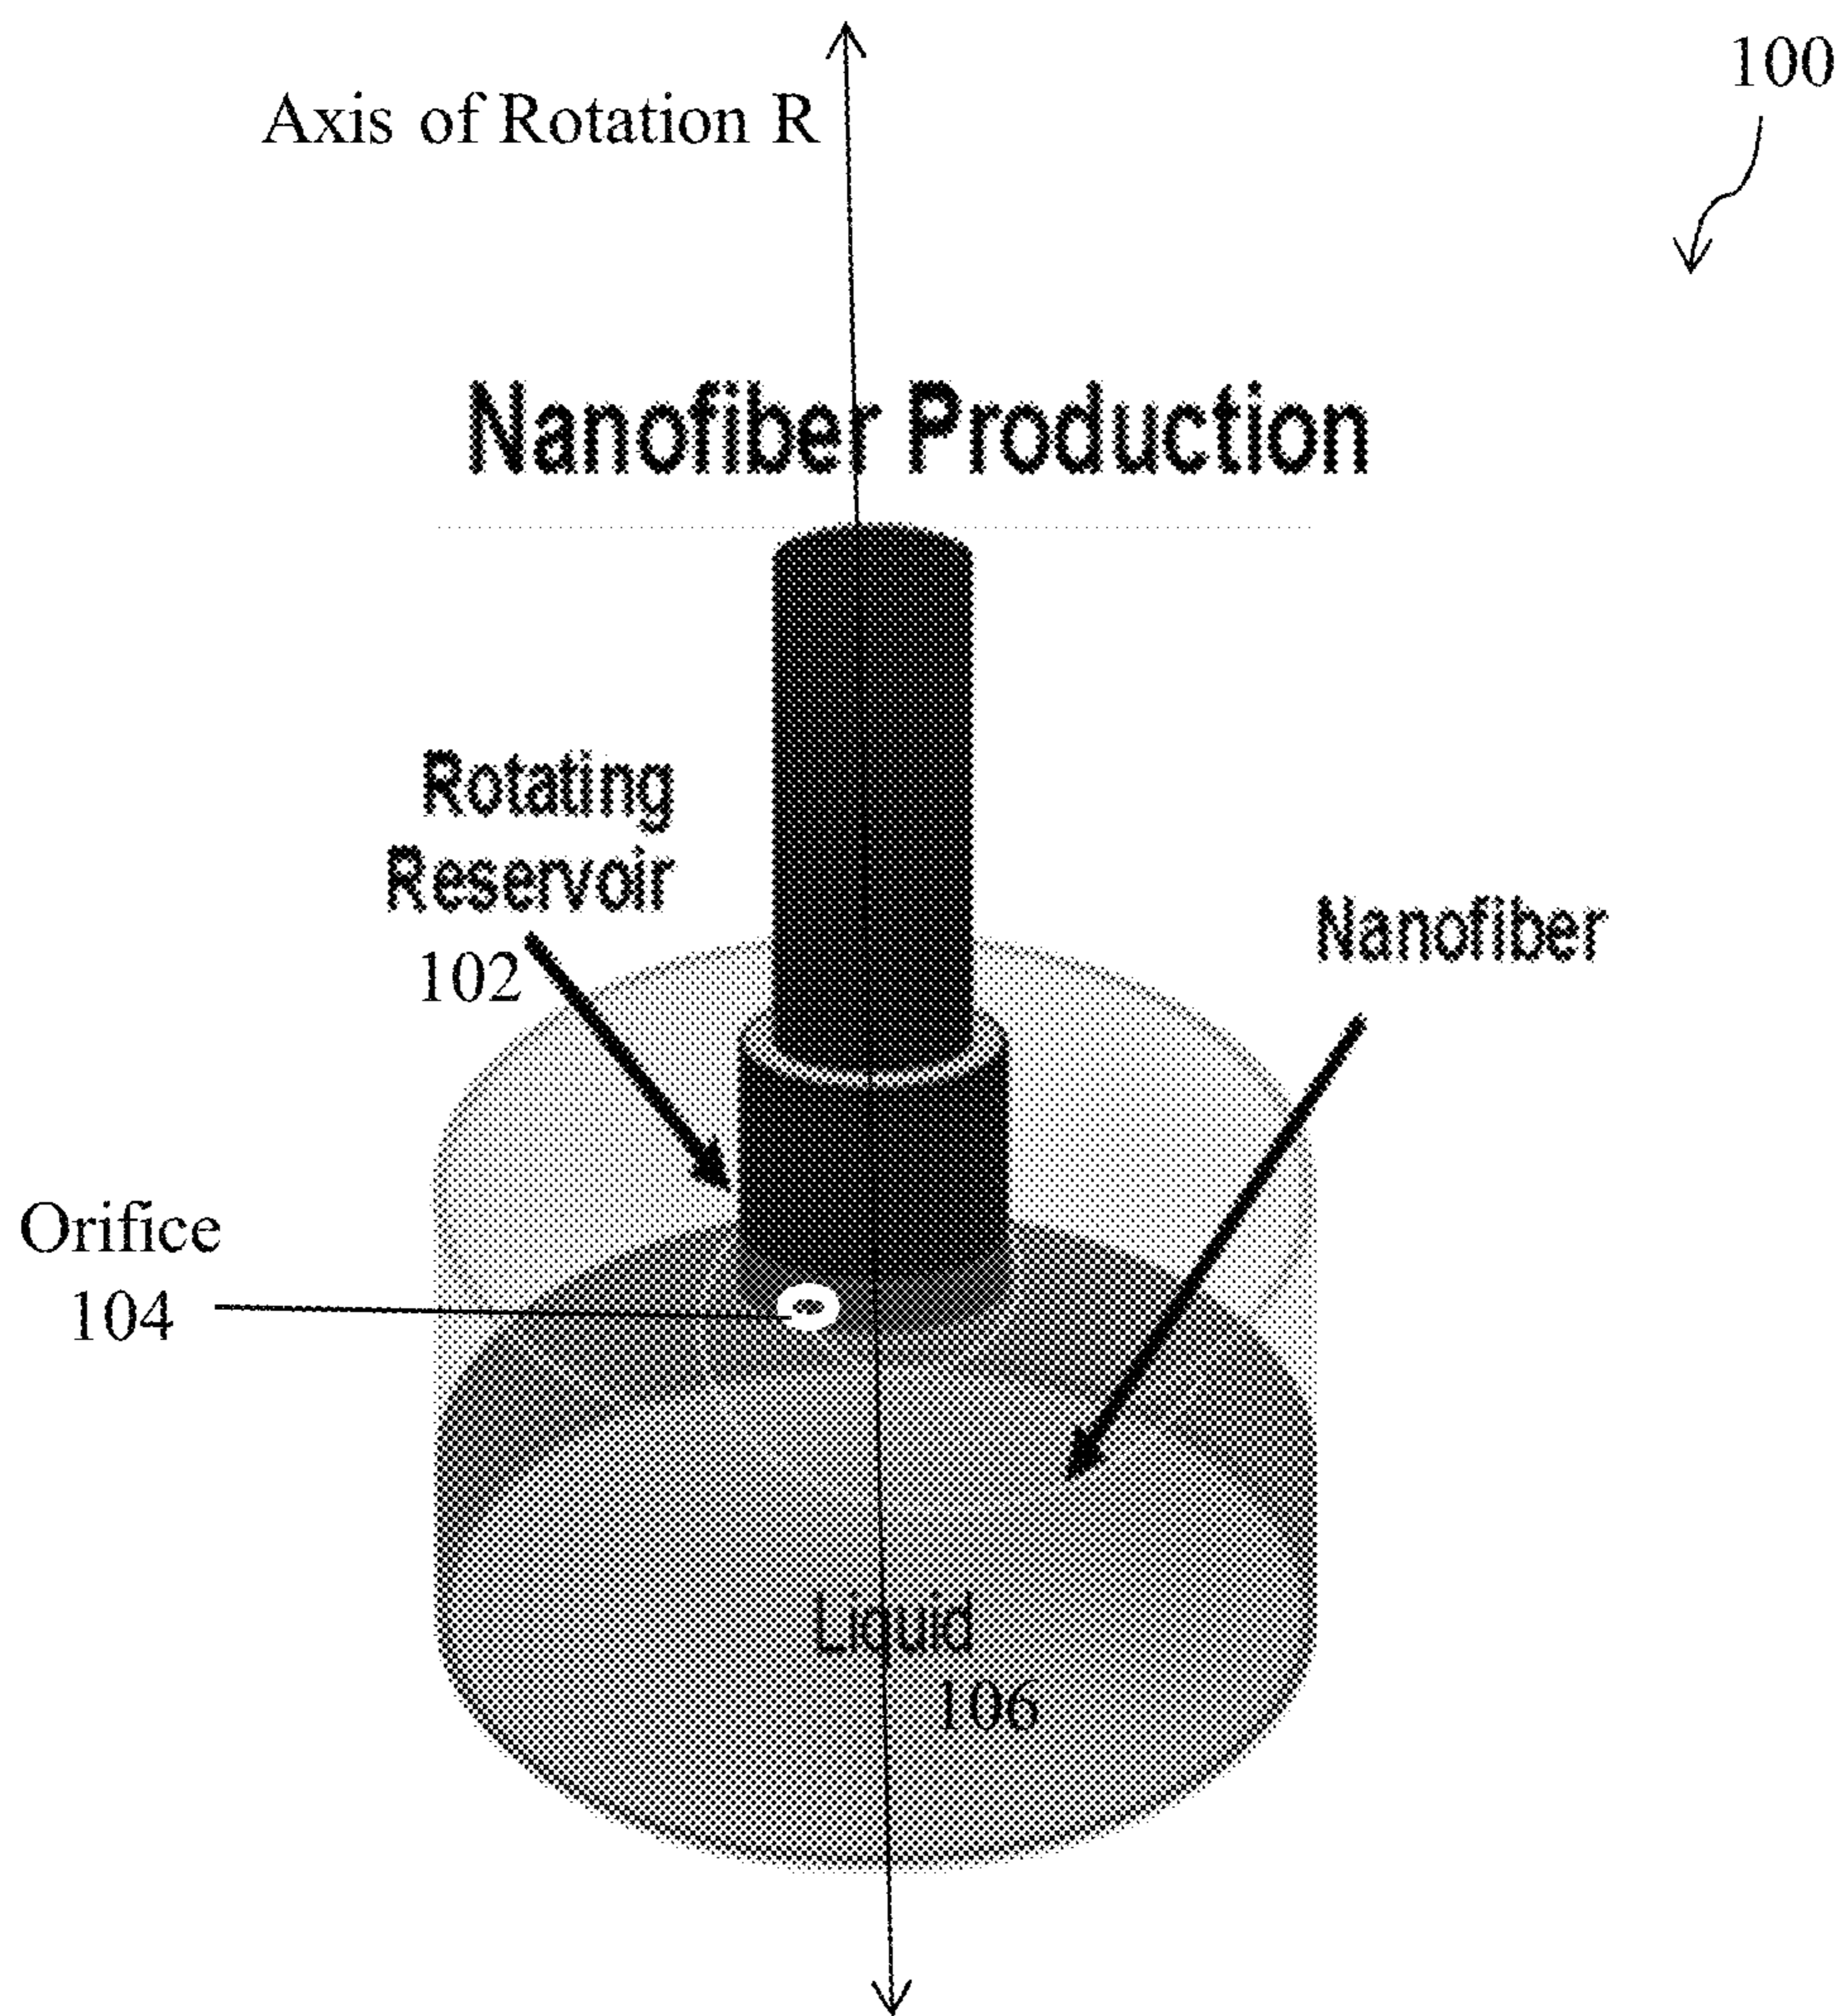 100
Axis of Rotation R
Nanofiber Production
Rotating
Reservoir
102
Nanofiber
Orifice
104
Liquid
106